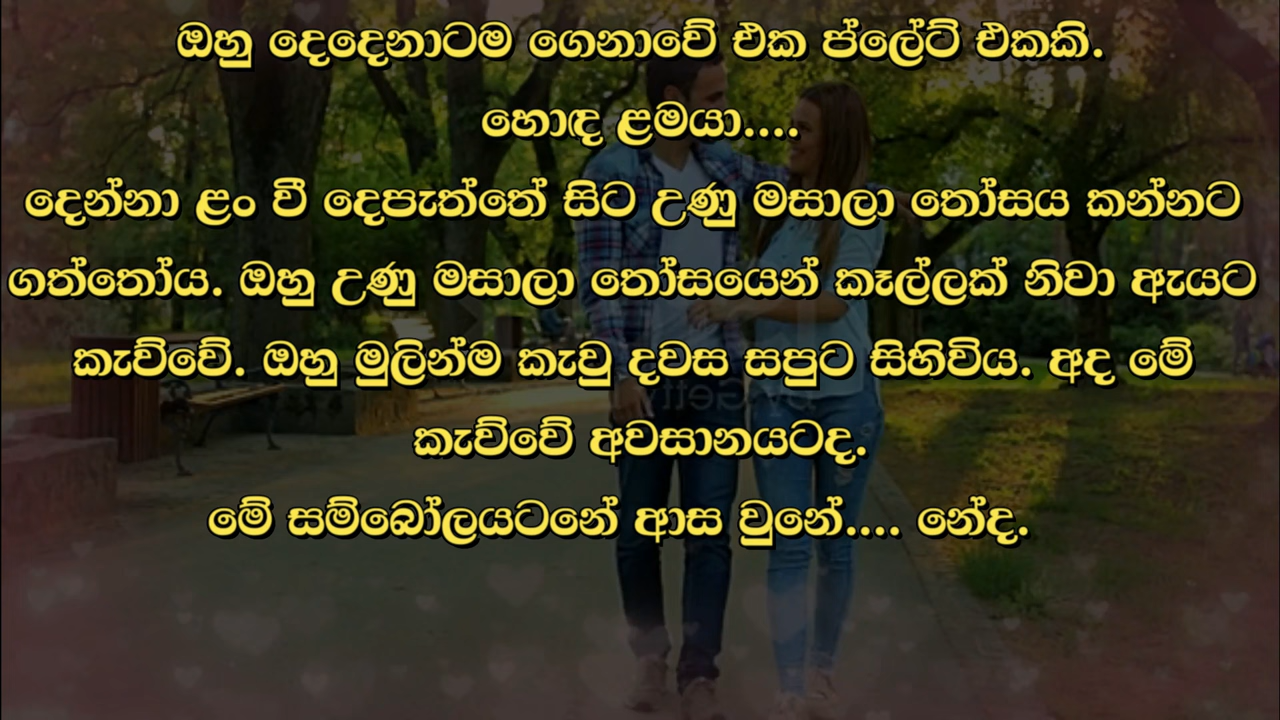 ඔහු දෙදෙනාටම ගෙනාවේ එක ප්ලේට් එකකි.
හොඳ ළමයා....
දෙන්නා ළං වී දෙපැත්තේ සිට උණු මසාලා තෝසය කන්නට
ගත්තෝය. ඔහු උණු මසාලා තෝසයෙන් කෑල්ලක් නිවා ඇයට
කැව්වේ. ඔහු මුලින්ම කැවු දවස සපුට සිහිවිය. අද මේ
කැව්වේ අවසානයටද.
මේ සම්බෝලයටනේ ආස වුනේ.... නේද.